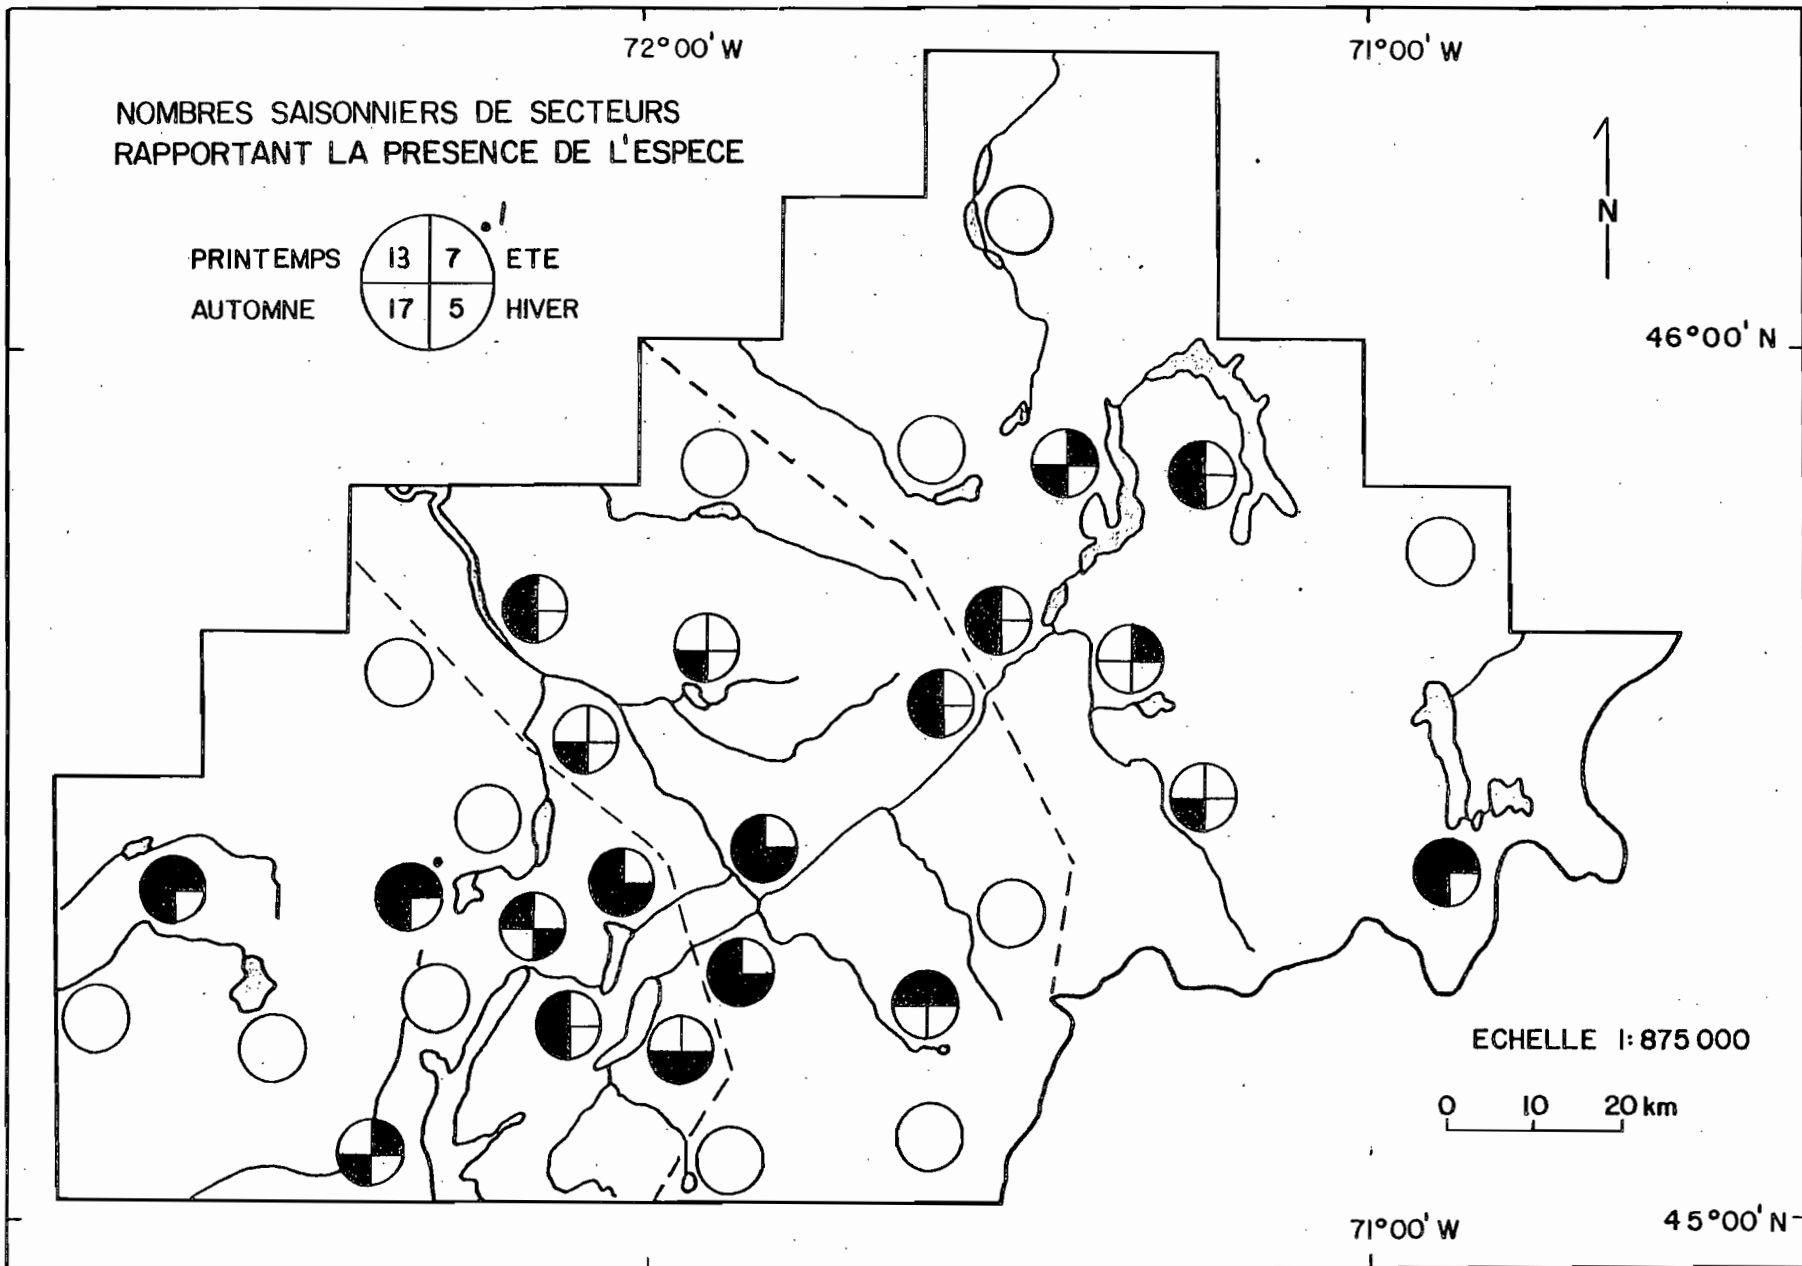 72°00' W
71°00' W
NOMBRES SAISONNIERS DE SECTEURS
RAPPORTANT LA PRESENCE DE L'ESPECE
N
PRINTEMPS 13 7 ETE
AUTOMNE 17 5 HIVER
46°00' N
ECHELLE 1: 875 000
0 10 20 km
71°00' W
45°00' N